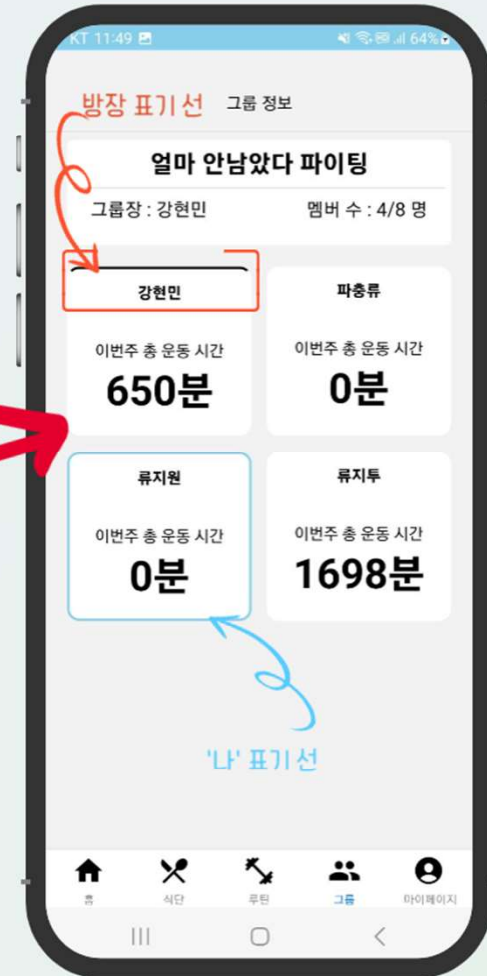 KT 11:49 64%
방장 표기 선 그룹 정보
얼마 안남았다 파이팅
그룹장 : 강현민 멤버 수 : 4/8 명
강현민 파충류
이번주 총 운동 시간 이번주 총 운동 시간
650분 0분
류지원 류지투
이번주 총 운동 시간 이번주 총 운동 시간
0분 1698분
'나' 표기 선
홈 식단 루틴 그룹 마이페이지